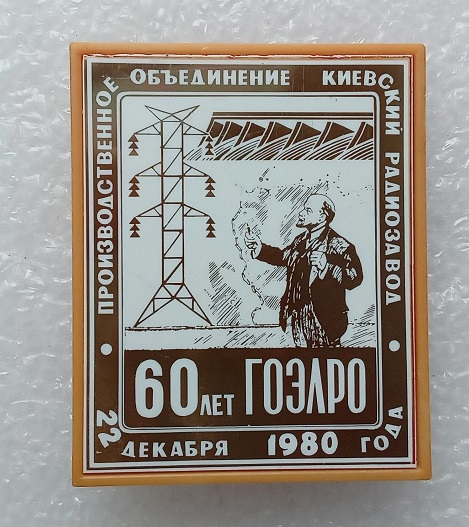 ПРОИЗВОДСТВЕННОЕ ОБЪЕДИНЕНИЕ КИЕВСКИЙ РАДИОЗАВОД
60 ЛЕТ ГОЭЛРО
22 ДЕКАБРЯ 1980 ГОДА